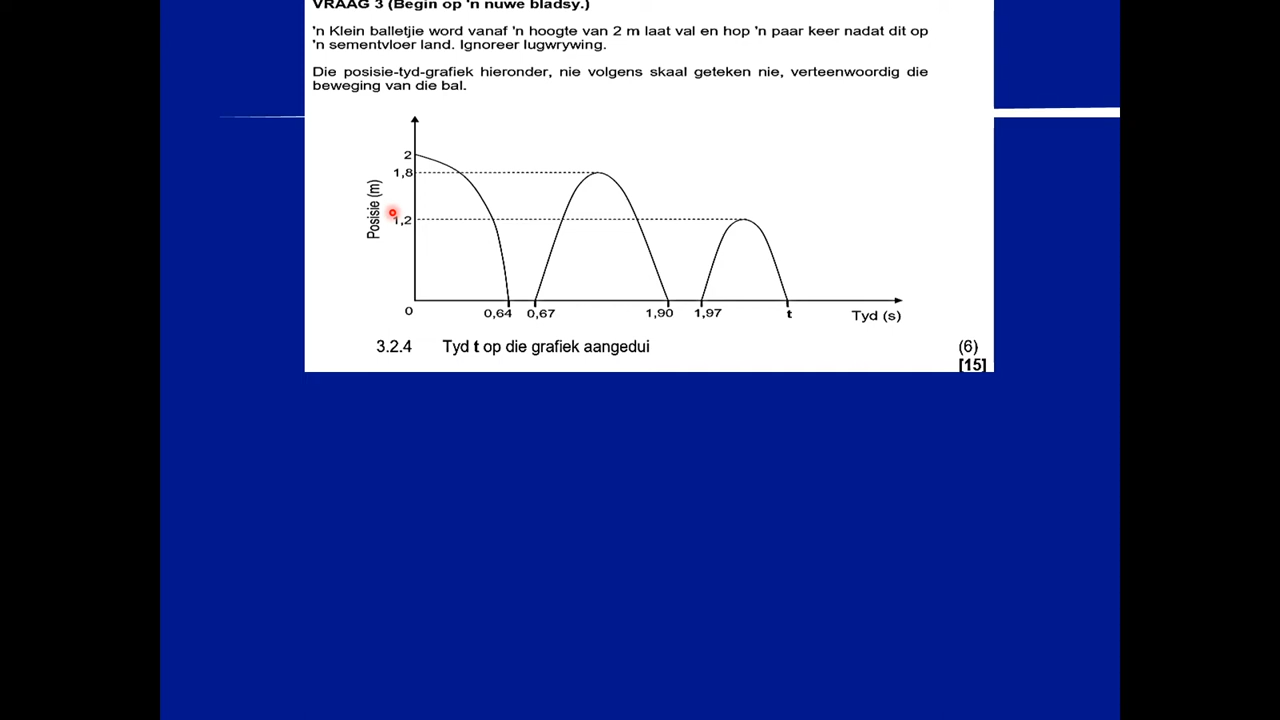 VRAAG 3 (Begin op 'n nuwe bladsy.)
'n Klein balletjie word vanaf 'n hoogte van 2 m laat val en hop 'n paar keer nadat dit op
'n sementvloer land. Ignoreer lugwrywing.
Die posisie-tyd-grafiek hieronder, nie volgens skaal geteken nie, verteenwoordig die
beweging van die bal.
2
1,8
Posisie (m)
1,2
0
0,64 0,67 1,90 1,97 t
Tyd (s)
3.2.4 Tyd t op die grafiek aangedui (6)
[15]